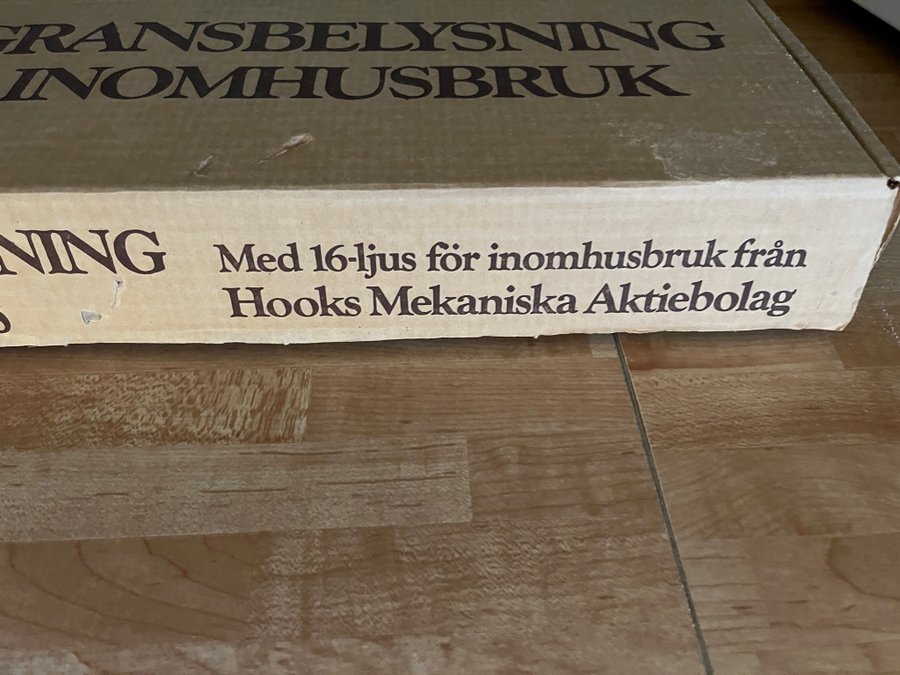 GRANSBELYSNING
INOMHUSBRUK
NING
Med 16-ljus för inomhusbruk från
Hooks Mekaniska Aktiebolag